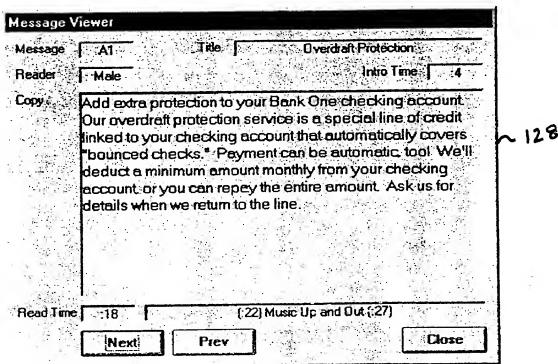 Message Viewer
Message A1 Title Overdraft Protection
Reader Male Intro Time :4
Copy Add extra protection to your Bank One checking account.
Our overdraft protection service is a special line of credit
linked to your checking account that automatically covers
"bounced checks." Payment can be automatic, too! We'll
deduct a minimum amount monthly from your checking
account, or you can repay the entire amount. Ask us for
details when we return to the line.
128
Read Time :18 (:22) Music Up and Out (:27)
Next Prev Close